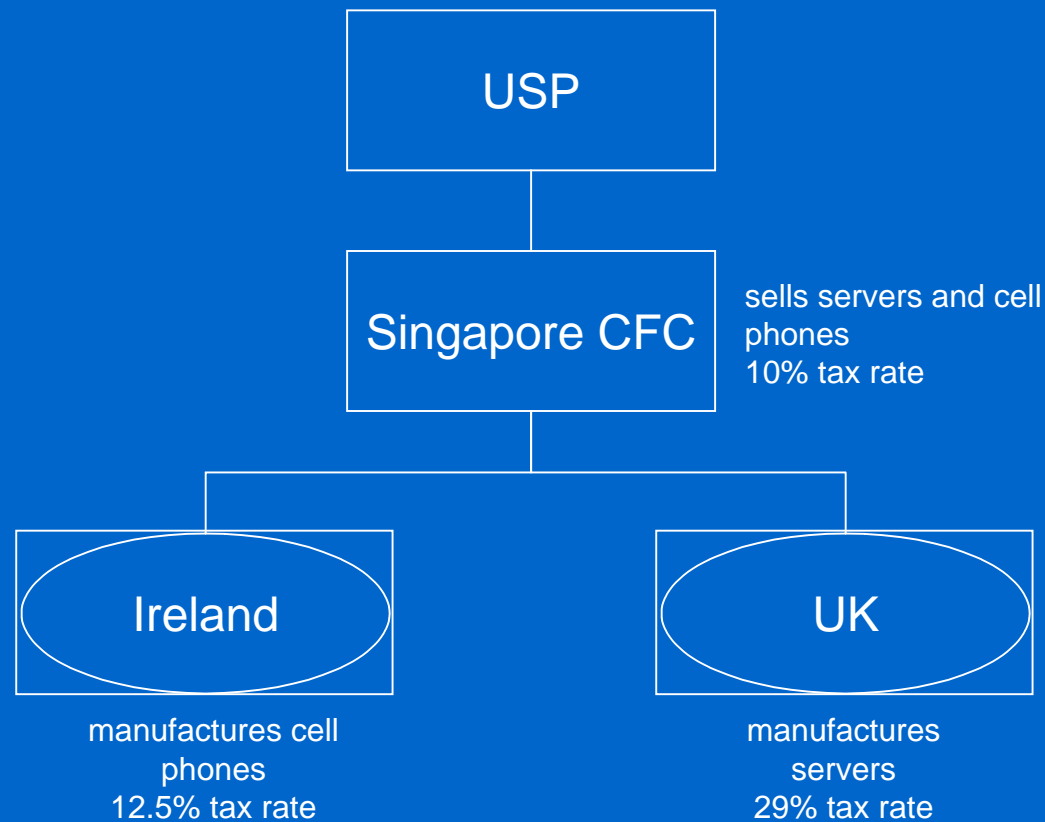 USP
Singapore CFC
sells servers and cell
phones
10% tax rate
Ireland
UK
manufactures cell
phones
12.5% tax rate
manufactures
servers
29% tax rate